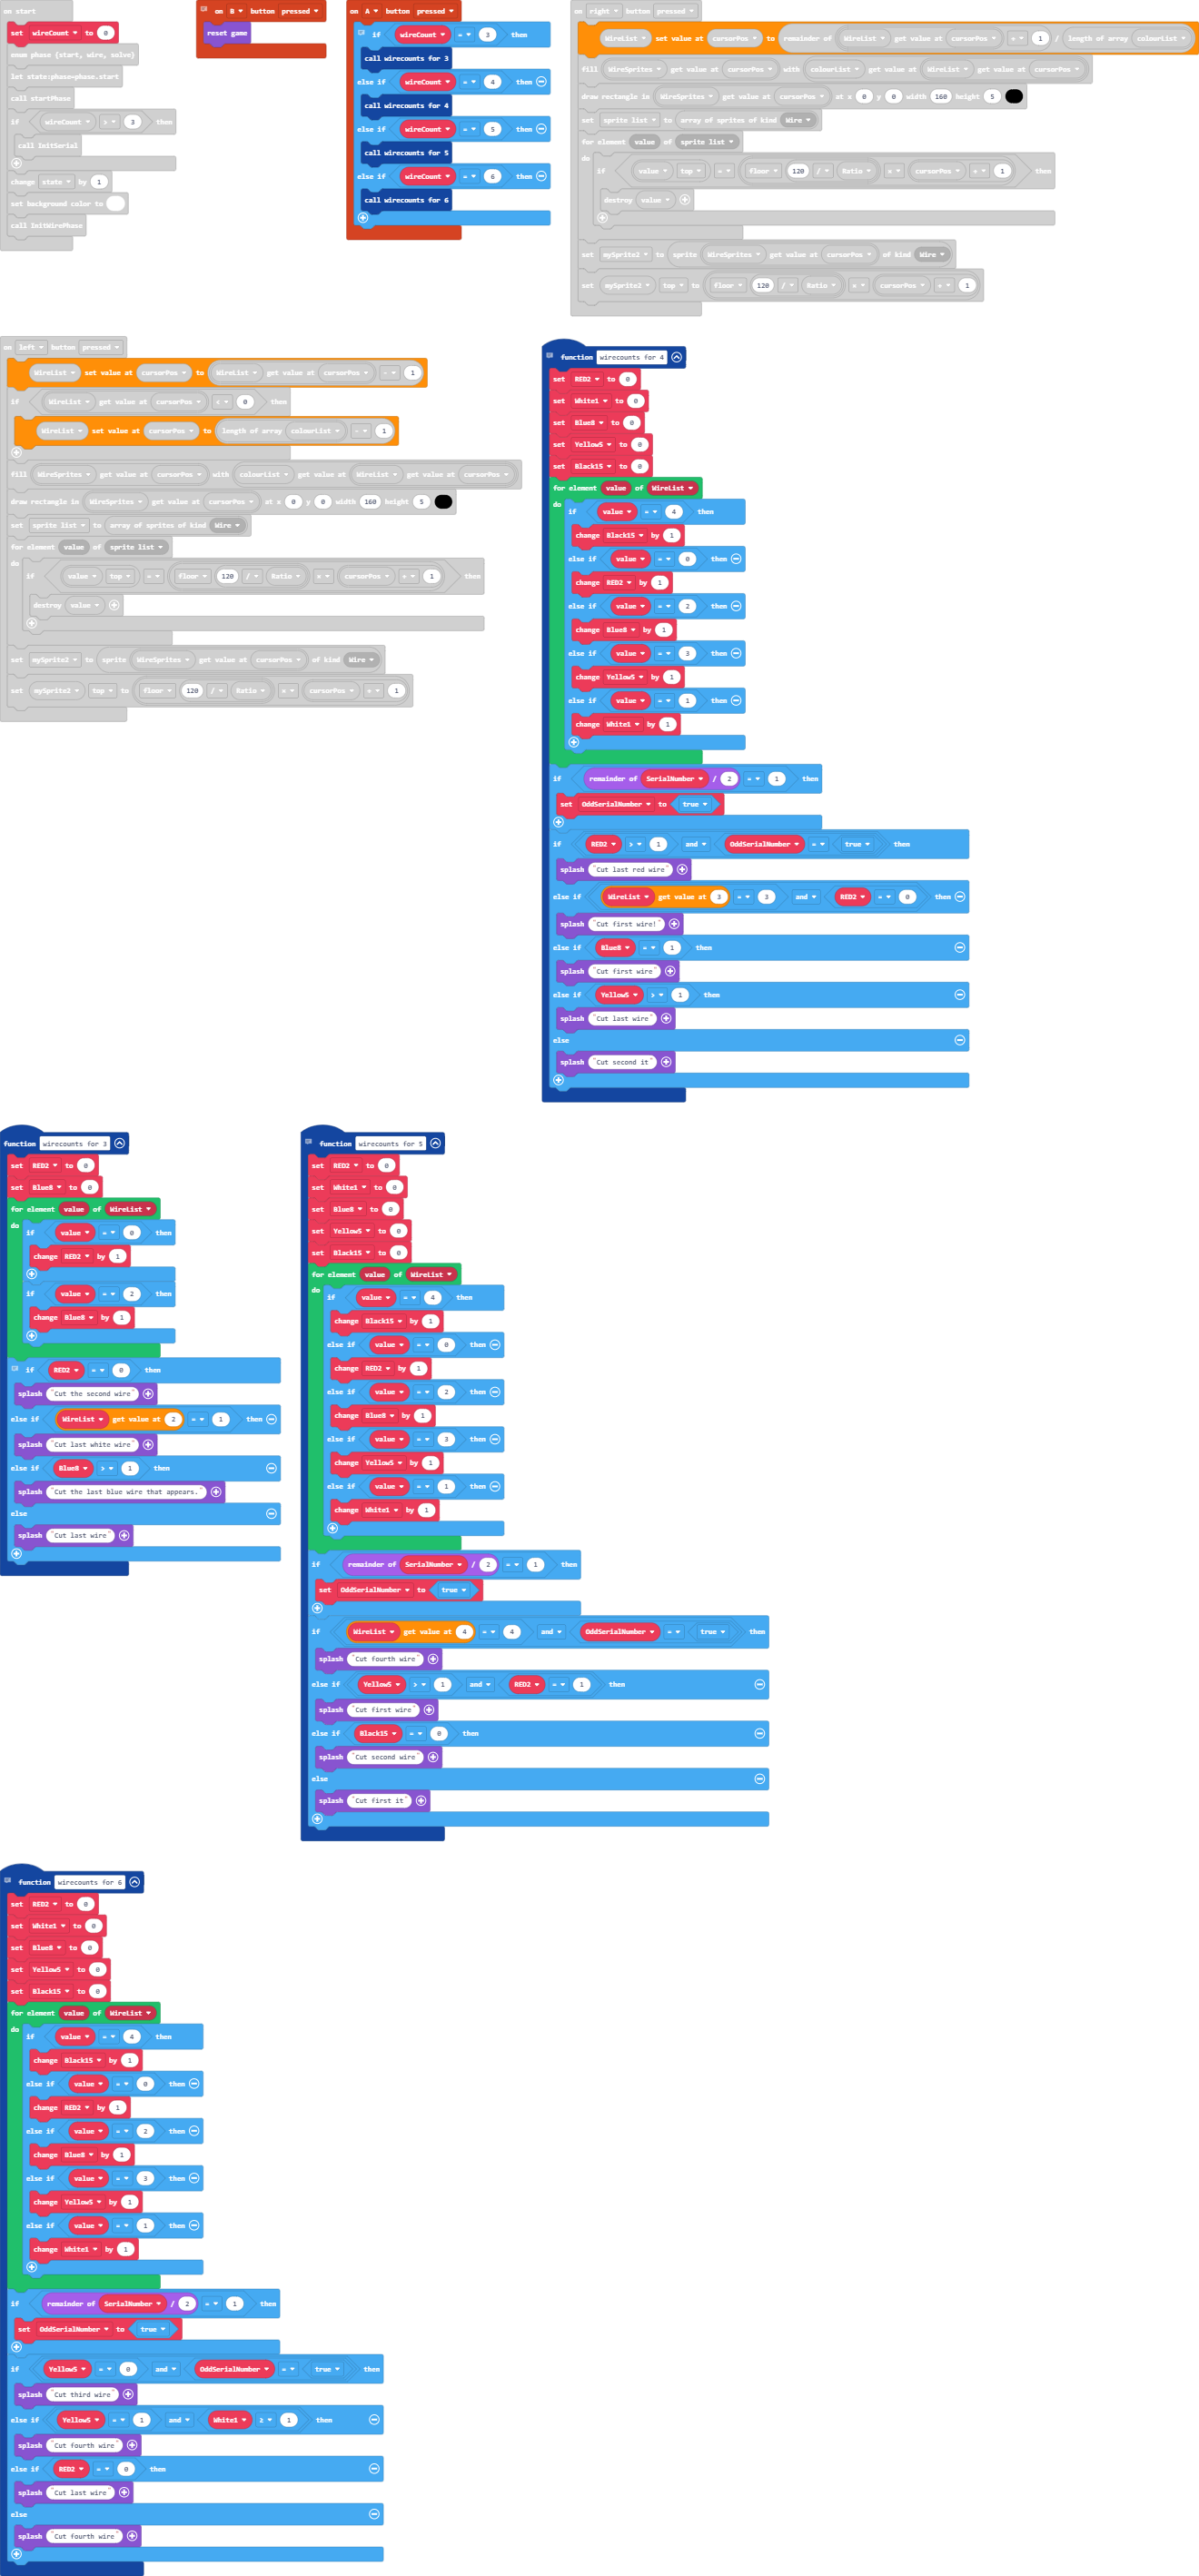 on start
set wireCount to 0
enum phase {start, wire, solve}
let state:phase=phase.start
call startPhase
if wireCount > 3 then
call InitSerial
change state by 1
set background color to
call InitWirePhase
on B button pressed
reset game
on A button pressed
if wireCount = 3 then
call wirecounts for 3
else if wireCount = 4 then
call wirecounts for 4
else if wireCount = 5 then
call wirecounts for 5
else if wireCount = 6 then
call wirecounts for 6
on right button pressed
WireList set value at cursorPos to remainder of WireList get value at cursorPos + 1 / length of array colourList
fill WireSprites get value at cursorPos with colourList get value at WireList get value at cursorPos
draw rectangle in WireSprites get value at cursorPos at x 0 y 0 width 160 height 5
set sprite list to array of sprites of kind Wire
for element value of sprite list
do
if value top = floor 120 / Ratio × cursorPos + 1 then
destroy value
set mySprite2 to sprite WireSprites get value at cursorPos of kind Wire
set mySprite2 top to floor 120 / Ratio × cursorPos + 1
on left button pressed
WireList set value at cursorPos to WireList get value at cursorPos - 1
if WireList get value at cursorPos < 0 then
WireList set value at cursorPos to length of array colourList - 1
fill WireSprites get value at cursorPos with colourList get value at WireList get value at cursorPos
draw rectangle in WireSprites get value at cursorPos at x 0 y 0 width 160 height 5
set sprite list to array of sprites of kind Wire
for element value of sprite list
do
if value top = floor 120 / Ratio × cursorPos + 1 then
destroy value
set mySprite2 to sprite WireSprites get value at cursorPos of kind Wire
set mySprite2 top to floor 120 / Ratio × cursorPos + 1
function wirecounts for 4
set RED2 to 0
set White1 to 0
set Blue8 to 0
set Yellow5 to 0
set Black15 to 0
for element value of WireList
do
if value = 4 then
change Black15 by 1
else if value = 0 then
change RED2 by 1
else if value = 2 then
change Blue8 by 1
else if value = 3 then
change Yellow5 by 1
else if value = 1 then
change White1 by 1
if remainder of SerialNumber / 2 = 1 then
set OddSerialNumber to true
if RED2 > 1 and OddSerialNumber = true then
splash "Cut last red wire"
else if WireList get value at 3 = 3 and RED2 = 0 then
splash "Cut first wire!"
else if Blue8 = 1 then
splash "Cut first wire"
else if Yellow5 > 1 then
splash "Cut last wire"
else
splash "Cut second it"
function wirecounts for 3
set RED2 to 0
set Blue8 to 0
for element value of WireList
do
if value = 0 then
change RED2 by 1
if value = 2 then
change Blue8 by 1
if RED2 = 0 then
splash "Cut the second wire"
else if WireList get value at 2 = 1 then
splash "Cut last white wire"
else if Blue8 > 1 then
splash "Cut the last blue wire that appears."
else
splash "Cut last wire"
function wirecounts for 5
set RED2 to 0
set White1 to 0
set Blue8 to 0
set Yellow5 to 0
set Black15 to 0
for element value of WireList
do
if value = 4 then
change Black15 by 1
else if value = 0 then
change RED2 by 1
else if value = 2 then
change Blue8 by 1
else if value = 3 then
change Yellow5 by 1
else if value = 1 then
change White1 by 1
if remainder of SerialNumber / 2 = 1 then
set OddSerialNumber to true
if WireList get value at 4 = 4 and OddSerialNumber = true then
splash "Cut fourth wire"
else if Yellow5 > 1 and RED2 = 1 then
splash "Cut first wire"
else if Black15 = 0 then
splash "Cut second wire"
else
splash "Cut first it"
function wirecounts for 6
set RED2 to 0
set White1 to 0
set Blue8 to 0
set Yellow5 to 0
set Black15 to 0
for element value of WireList
do
if value = 4 then
change Black15 by 1
else if value = 0 then
change RED2 by 1
else if value = 2 then
change Blue8 by 1
else if value = 3 then
change Yellow5 by 1
else if value = 1 then
change White1 by 1
if remainder of SerialNumber / 2 = 1 then
set OddSerialNumber to true
if Yellow5 = 0 and OddSerialNumber = true then
splash "Cut third wire"
else if Yellow5 = 1 and White1 ≥ 1 then
splash "Cut fourth wire"
else if RED2 = 0 then
splash "Cut last wire"
else
splash "Cut fourth wire"